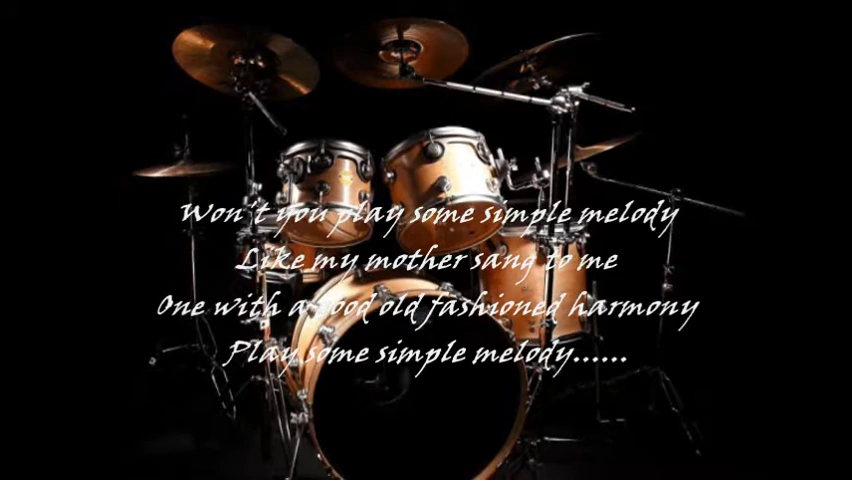 Won't you play some simple melody
Like my mother sang to me
One with a good old fashioned harmony
Play some simple melody......